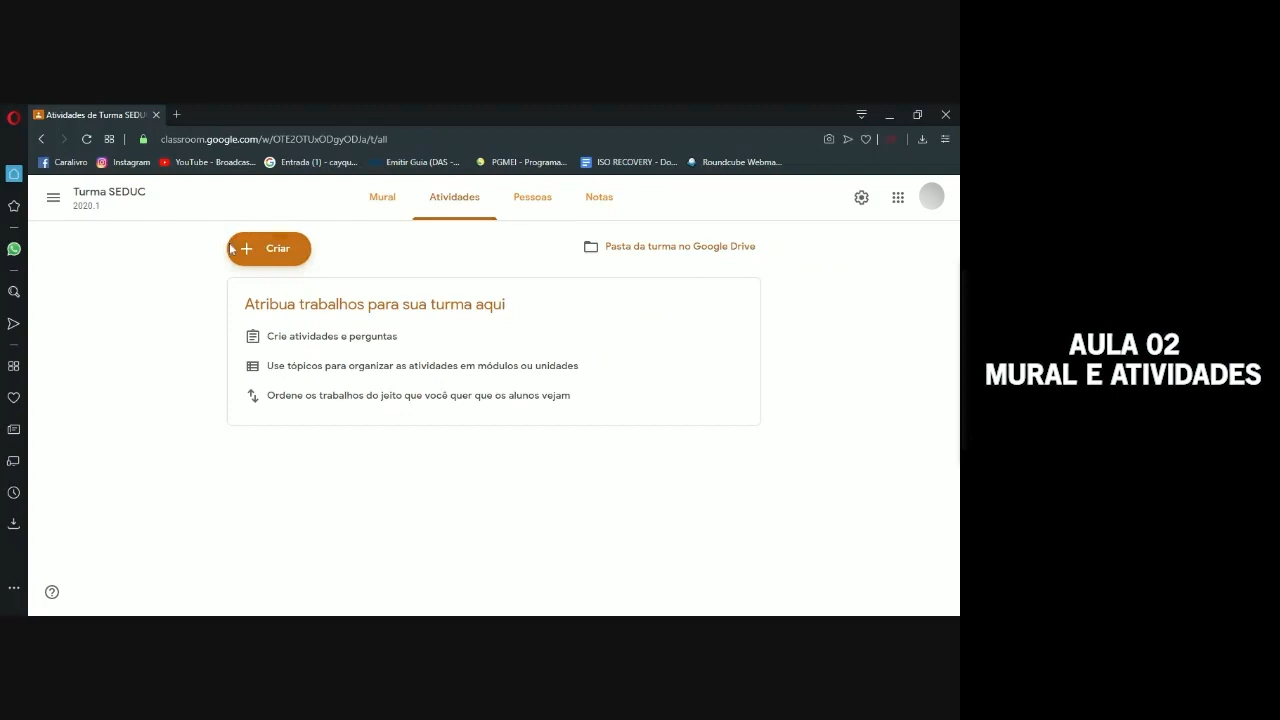 Atividades de Turma SEDUC
classroom.google.com/w/OTE2OTUxODgyODJa/t/all
Caralivro Instagram YouTube - Broadcas... Entrada (1) - cayqu... Emitir Guia (DAS -... PGMEI - Programa... ISO RECOVERY - Do... Roundcube Webma...
Turma SEDUC
2020.1
Mural Atividades Pessoas Notas
Criar
Pasta da turma no Google Drive
Atribua trabalhos para sua turma aqui
Crie atividades e perguntas
Use tópicos para organizar as atividades em módulos ou unidades
Ordene os trabalhos do jeito que você quer que os alunos vejam
AULA 02
MURAL E ATIVIDADES